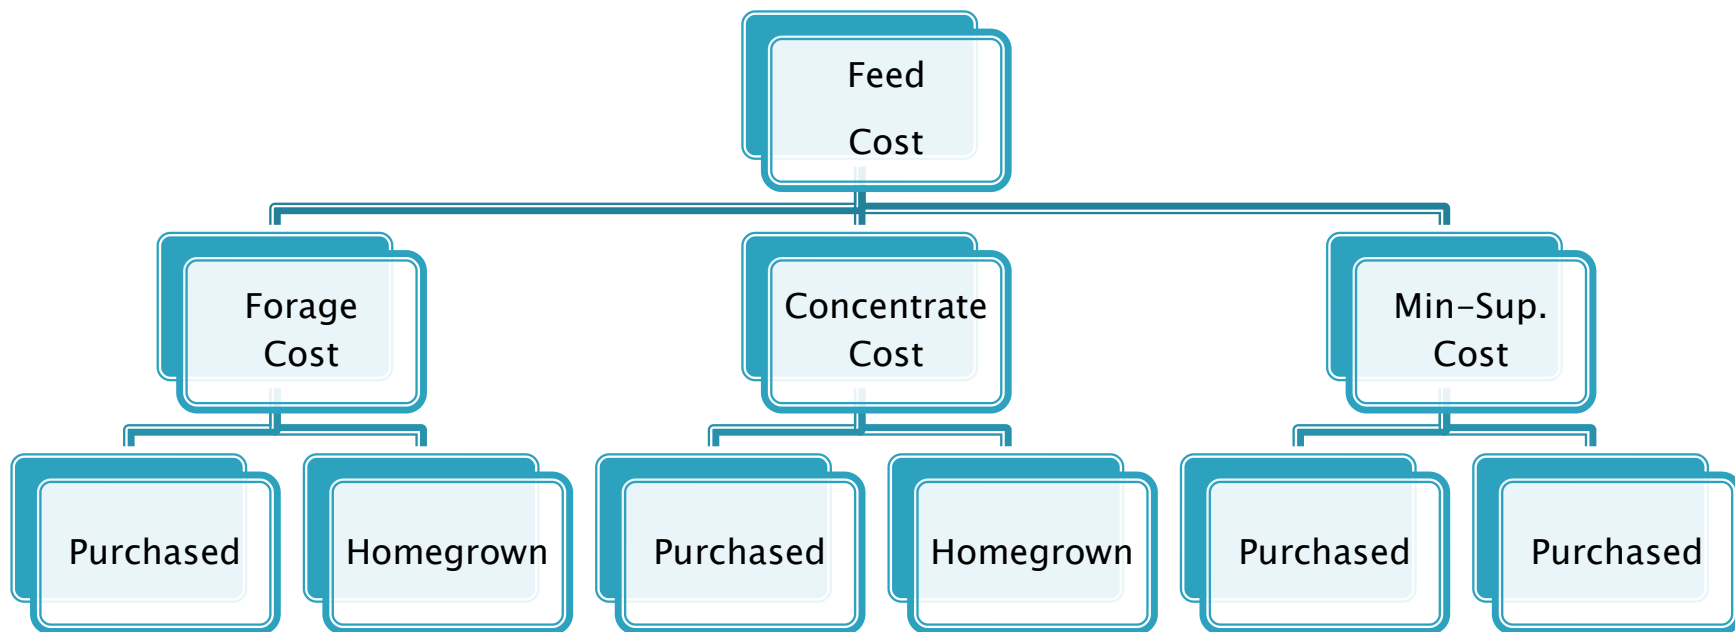 Feed
Cost
Forage
Cost
Concentrate
Cost
Min-Sup.
Cost
Purchased
Homegrown
Purchased
Homegrown
Purchased
Purchased